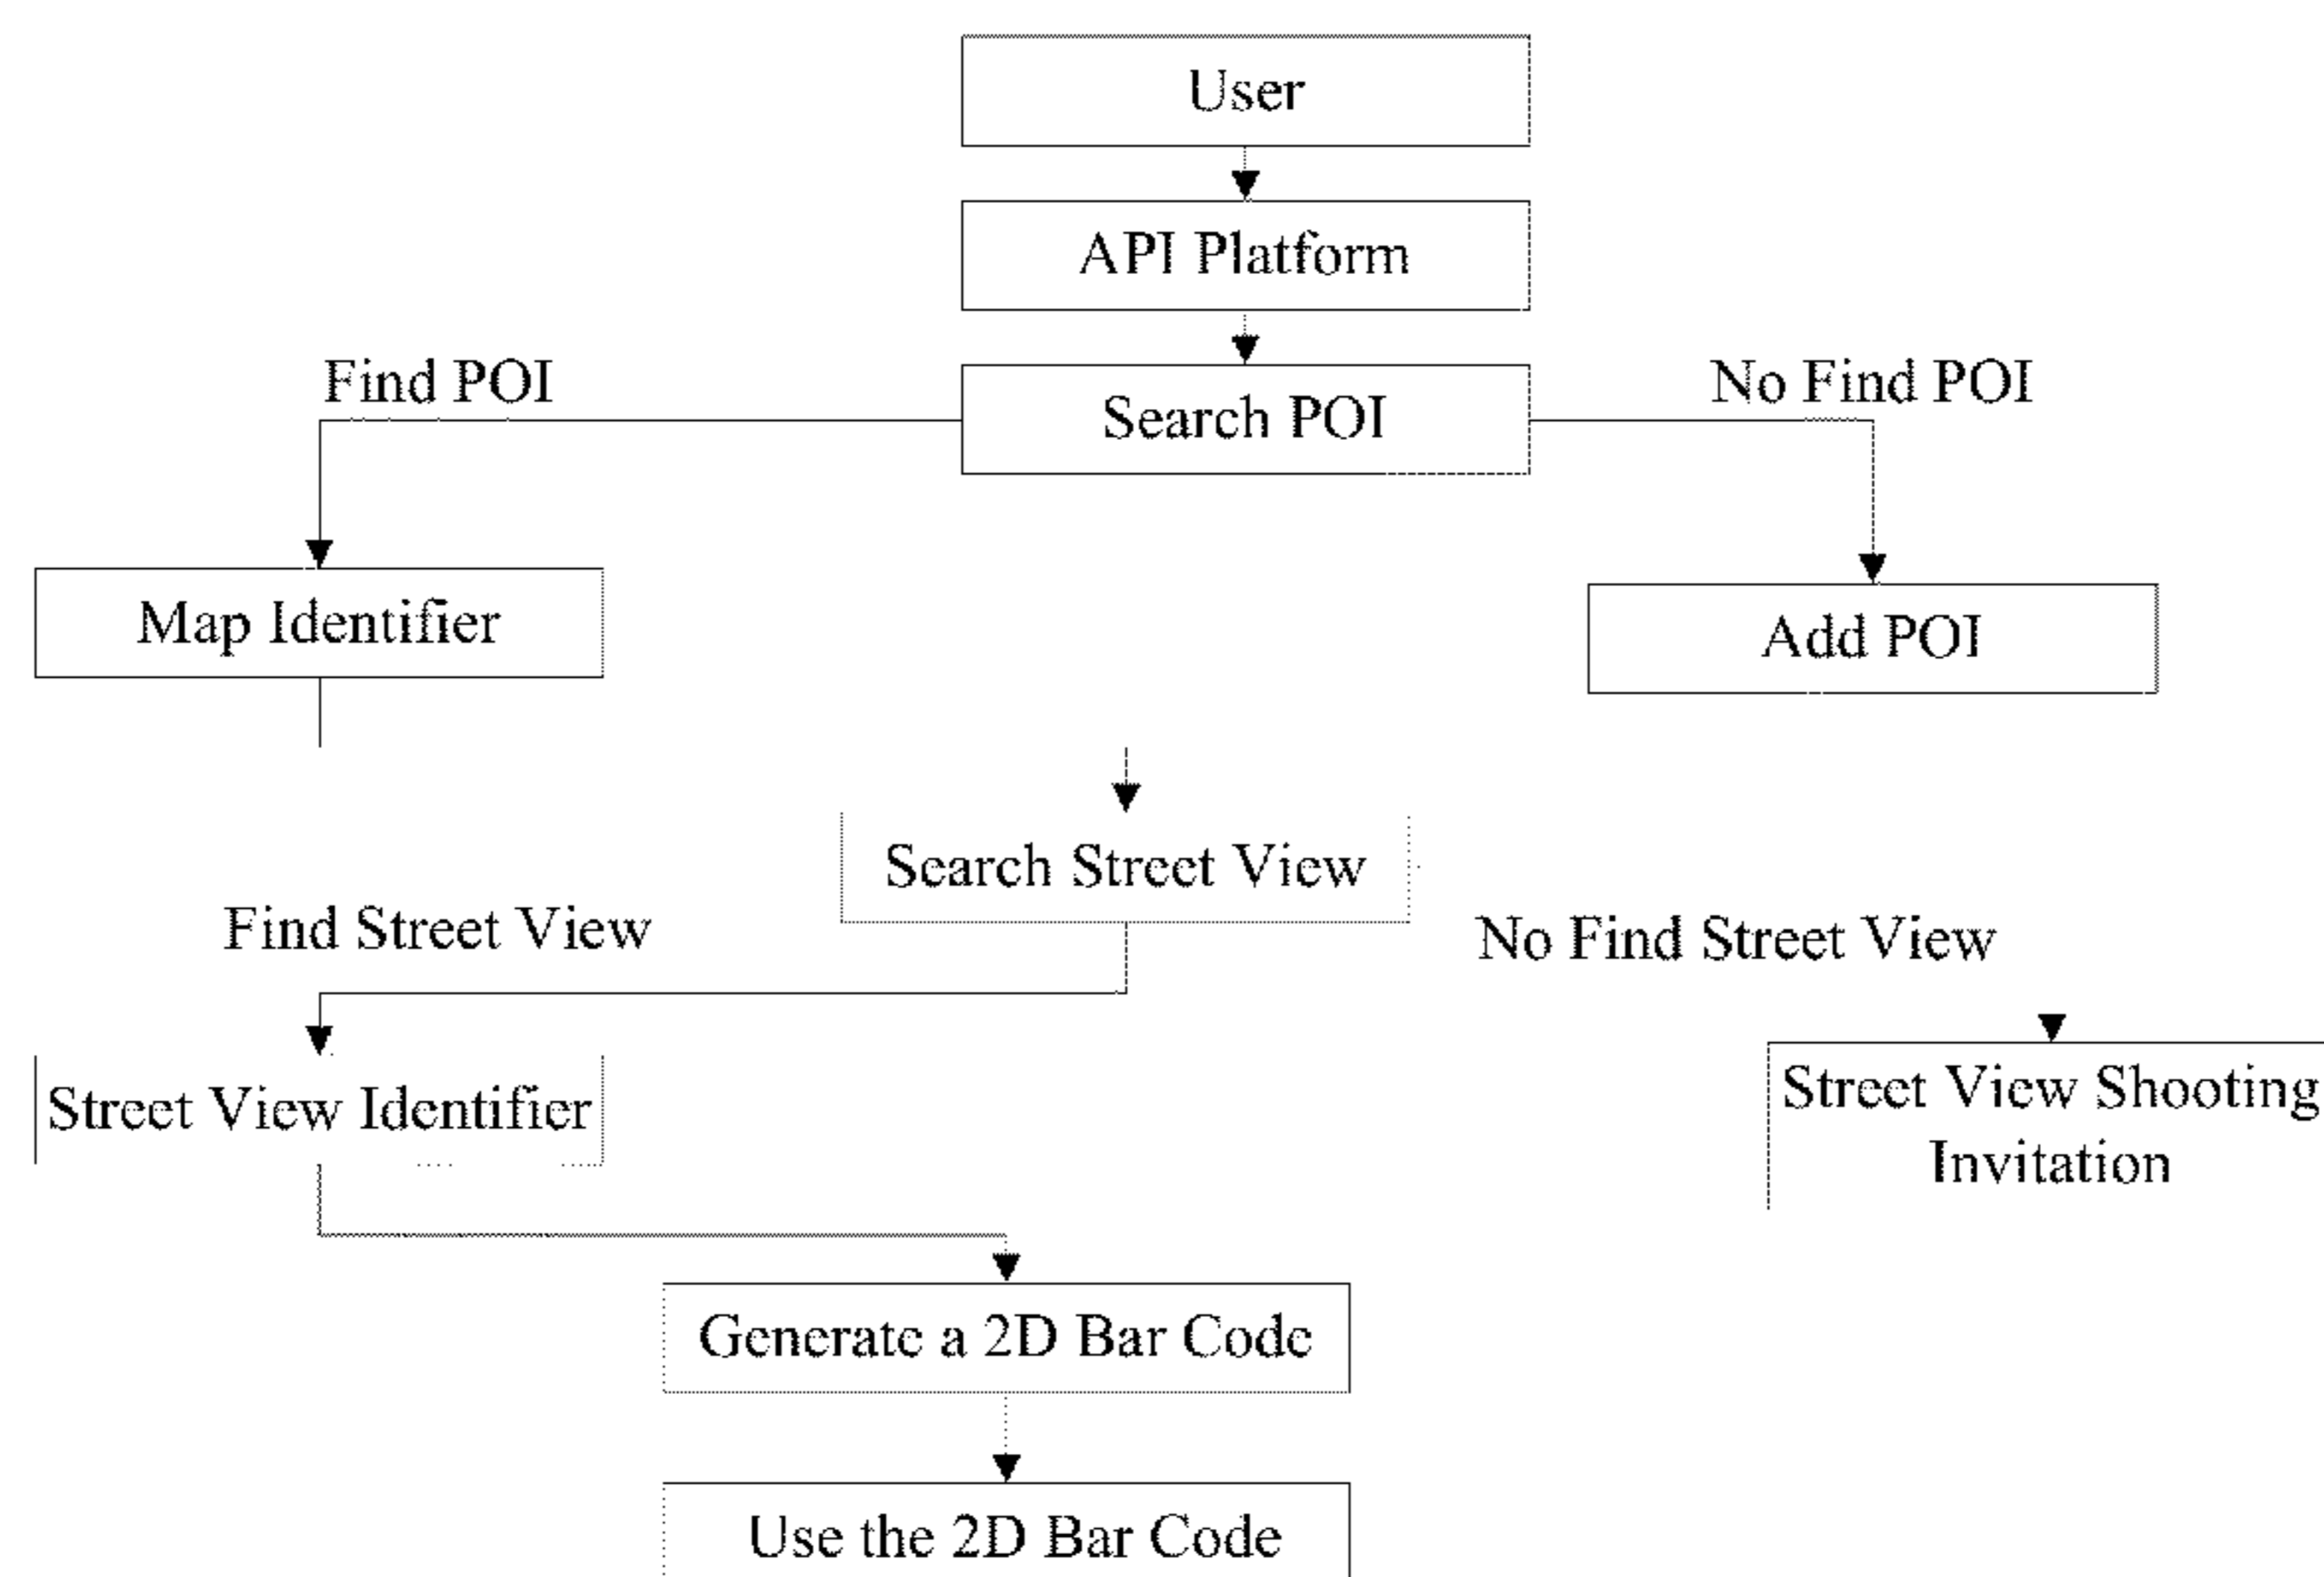 User
API Platform
Find POI
Search POI
No Find POI
Map Identifier
Add POI
Search Street View
Find Street View
No Find Street View
Street View Identifier
Street View Shooting
Invitation
Generate a 2D Bar Code
Use the 2D Bar Code